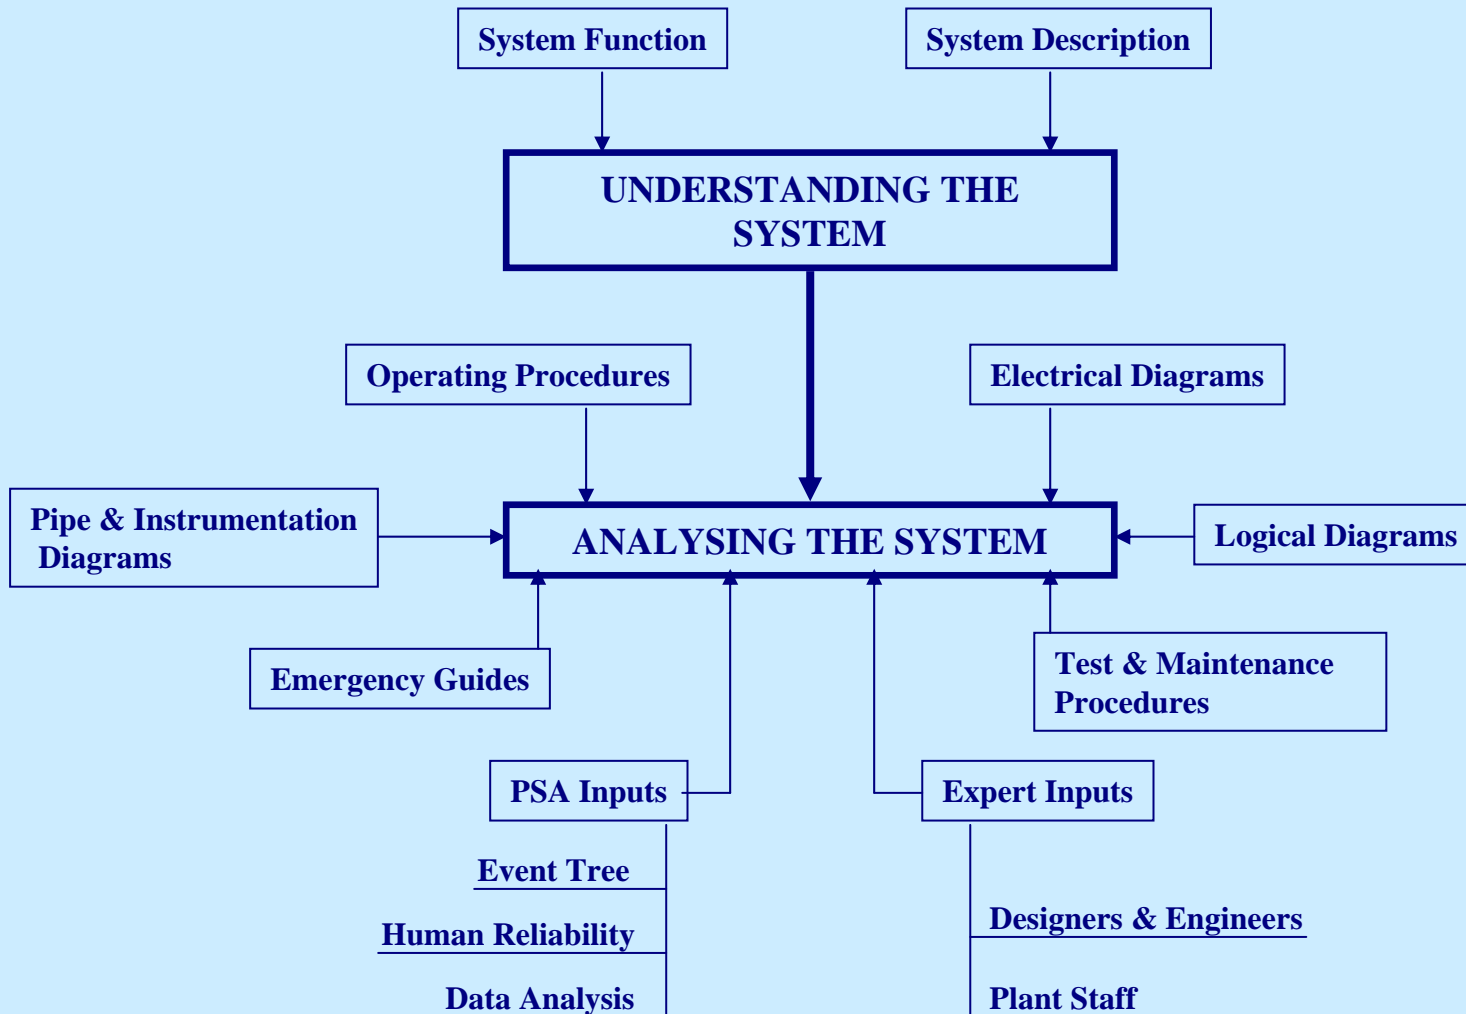 System Function
System Description
UNDERSTANDING THE
SYSTEM
Operating Procedures
Electrical Diagrams
Pipe & Instrumentation
Diagrams
ANALYSING THE SYSTEM
Logical Diagrams
Emergency Guides
Test & Maintenance
Procedures
PSA Inputs
Expert Inputs
Event Tree
Human Reliability
Data Analysis
Designers & Engineers
Plant Staff